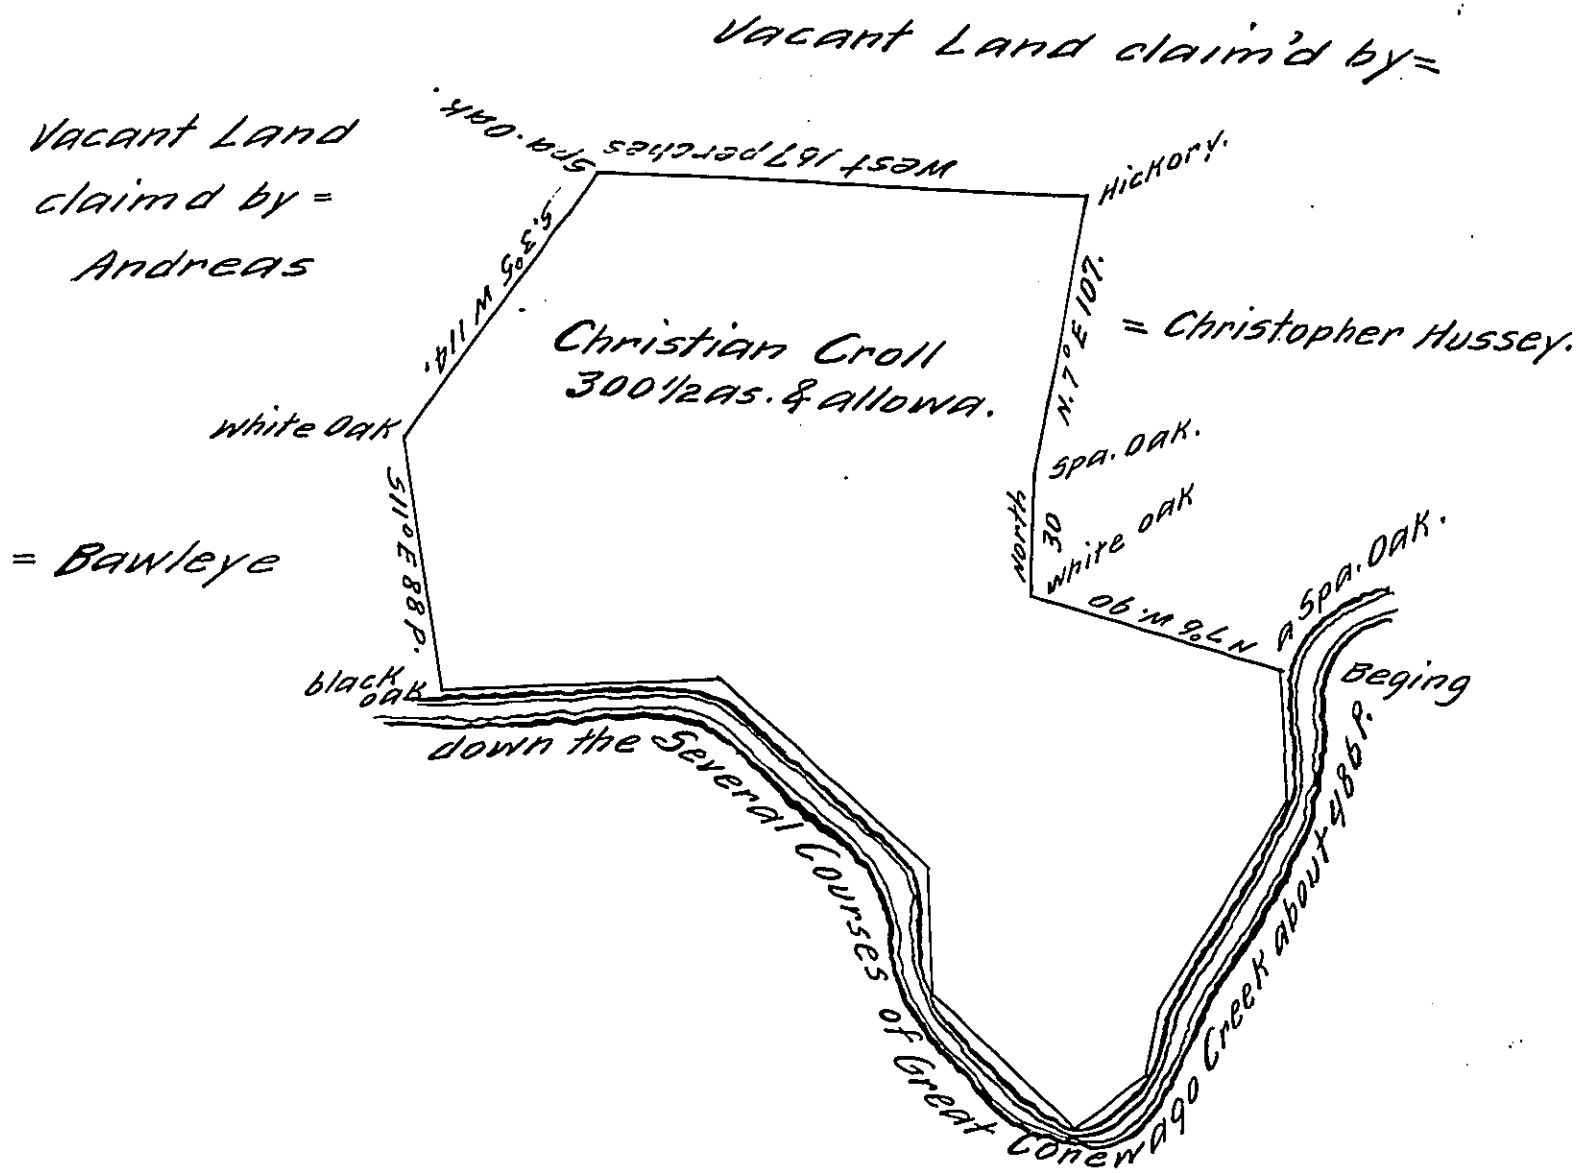 Vacant Land claim'd by=
Vacant Land
claimd by =
Andreas
= Bawleye
Spa. Oak.
West 167 perches
Hickory.
N. 7° E 107.
= Christopher Hussey.
S. 35° W 114.
Christian Croll
300 1/2 as. & allowa.
White Oak
Spa. Oak.
North 30
White Oak
N 76° W. 90
a Spa. Oak.
Beging
S11° E 88 P.
black
oak
down the Several Courses of Great Conewago Creek about 486 P.